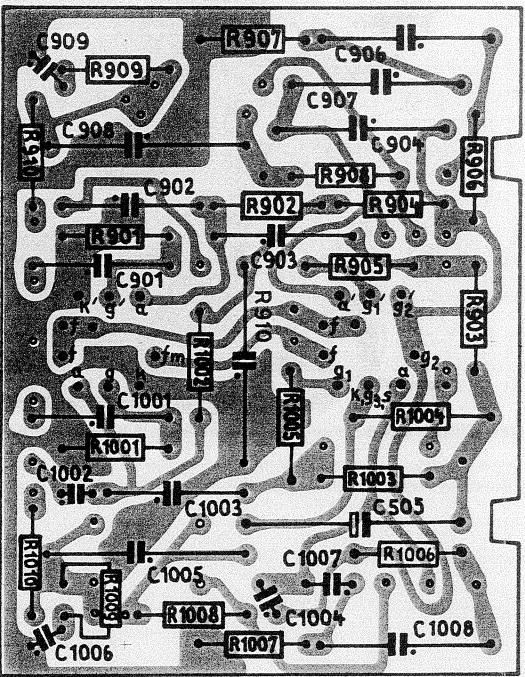 C909
R907
C906
R909
C907
C908
C904
R910
R908
R906
C902
R902
R904
R901
C903
C901
R905
k' g' a'
R910
a' g1' g2'
R903
f
f
f
fm
R1002
f
g2
a g k
g1
k,g3,s
a
C1001
R1005
R1004
R1001
C1002
R1003
C1003
C505
R1010
C1005
C1007
R1006
R1009
C1004
R1008
C1006
R1007
C1008